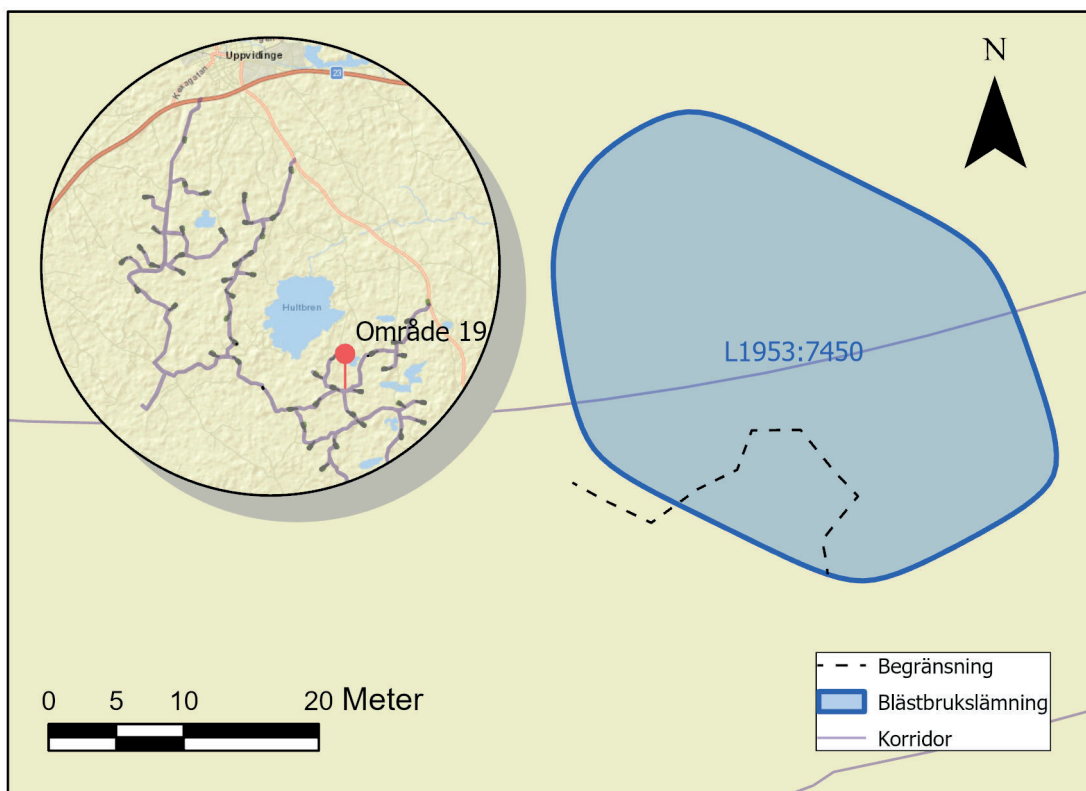 Uppvidinge
23
Hultbren
Område 19
N
L1953:7450
0 5 10 20 Meter
Begränsning
Blästbrukslämning
Korridor